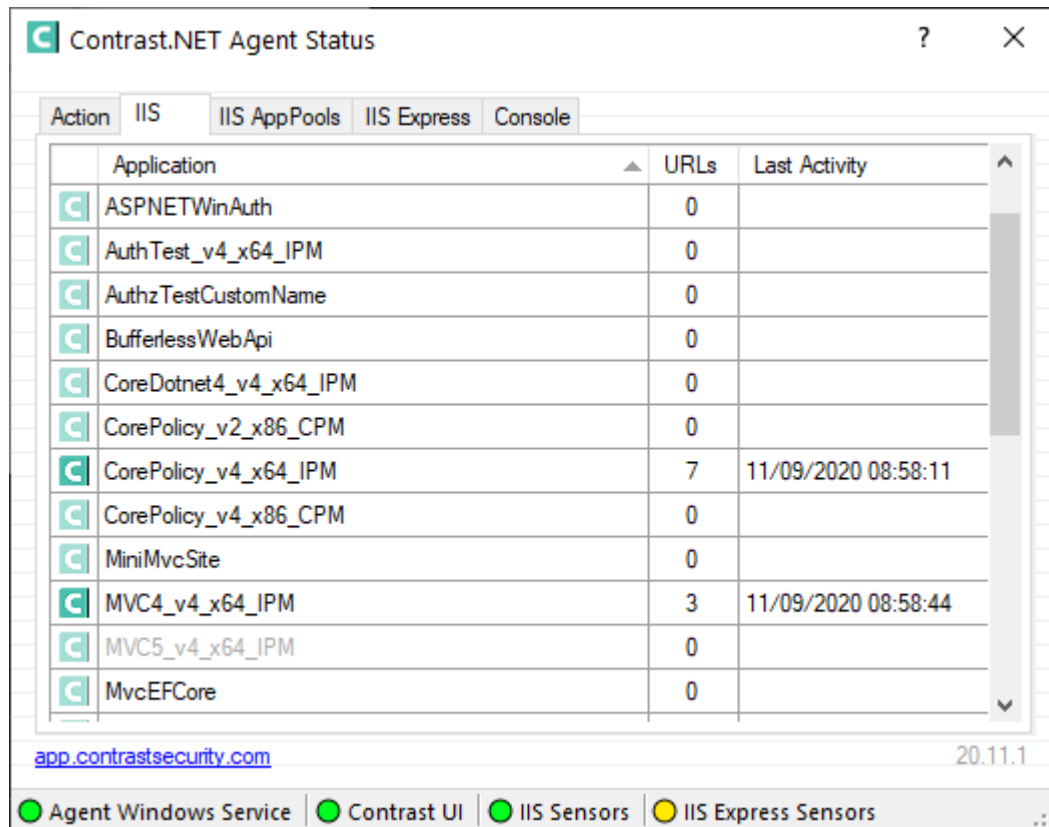 Contrast.NET Agent Status ? ×
Action IIS IIS AppPools IIS Express Console
Application URLs Last Activity
ASPNETWinAuth 0
AuthTest_v4_x64_IPM 0
AuthzTestCustomName 0
BufferlessWebApi 0
CoreDotnet4_v4_x64_IPM 0
CorePolicy_v2_x86_CPM 0
CorePolicy_v4_x64_IPM 7 11/09/2020 08:58:11
CorePolicy_v4_x86_CPM 0
MiniMvcSite 0
MVC4_v4_x64_IPM 3 11/09/2020 08:58:44
MVC5_v4_x64_IPM 0
MvcEFCore 0
app.contrastsecurity.com 20.11.1
Agent Windows Service Contrast UI IIS Sensors IIS Express Sensors